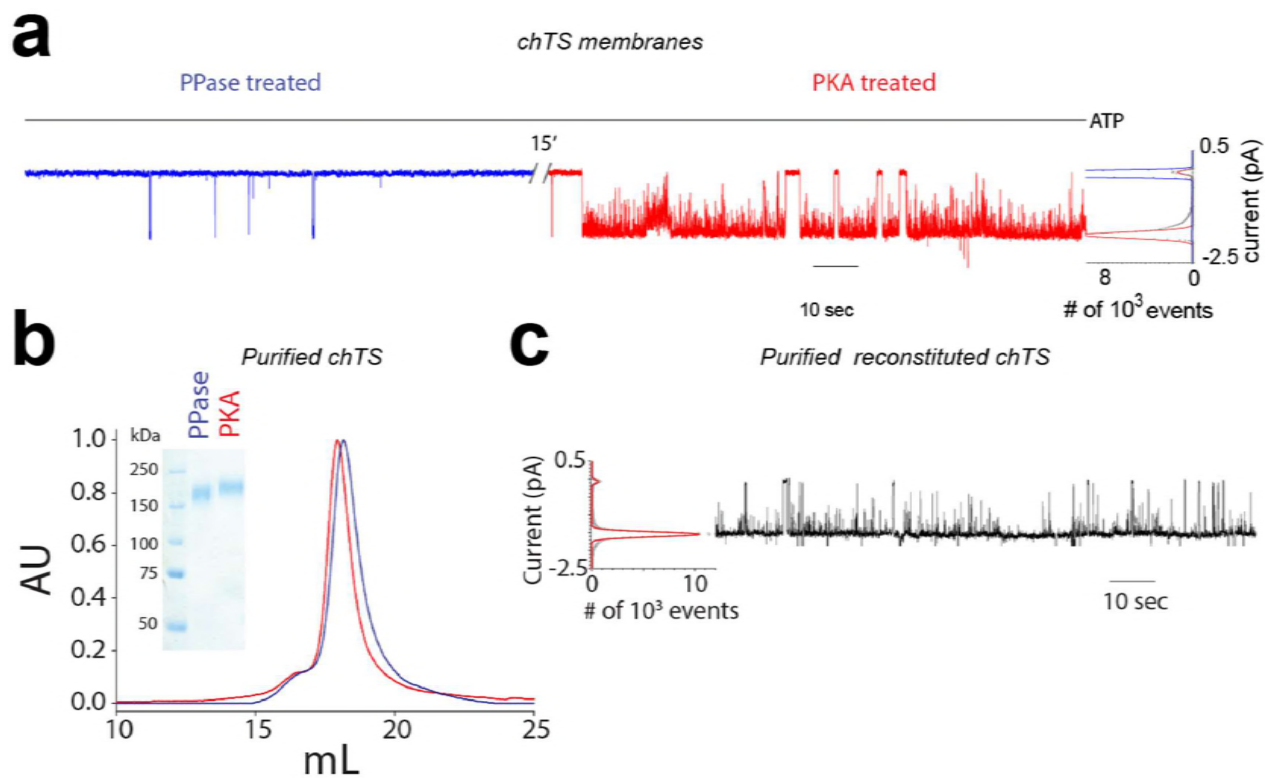 a
chTS membranes
PPase treated
PKA treated
ATP
15'
0.5
current (pA)
-2.5
8
0
10 sec
# of 10³ events
b
Purified chTS
PPase
PKA
kDa
250
150
100
75
50
1.0
0.8
0.6
0.4
0.2
0.0
AU
10
15
20
25
mL
c
Purified reconstituted chTS
0.5
Current (pA)
-2.5
0
10
# of 10³ events
10 sec